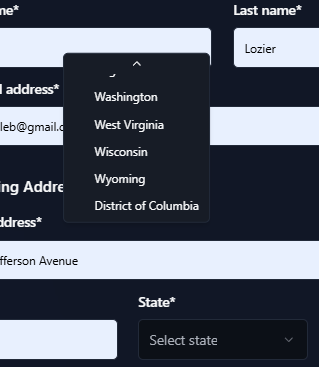 me*
Last name*
Lozier
l address*
leb@gmail.c
Washington
West Virginia
Wisconsin
Wyoming
District of Columbia
ing Addre
ddress*
fferson Avenue
State*
Select state